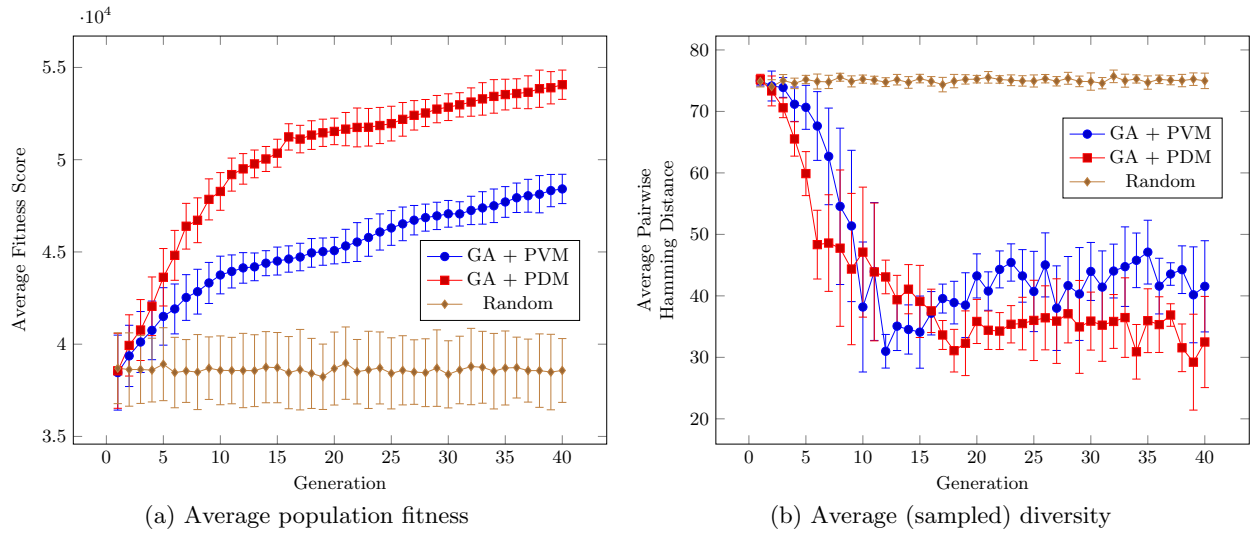 ·10⁴
5.5
5
4.5
4
3.5
0 5 10 15 20 25 30 35 40
Generation
Average Fitness Score
GA + PVM
GA + PDM
Random
(a) Average population fitness
80
70
60
50
40
30
20
0 5 10 15 20 25 30 35 40
Generation
Average Pairwise
Hamming Distance
GA + PVM
GA + PDM
Random
(b) Average (sampled) diversity